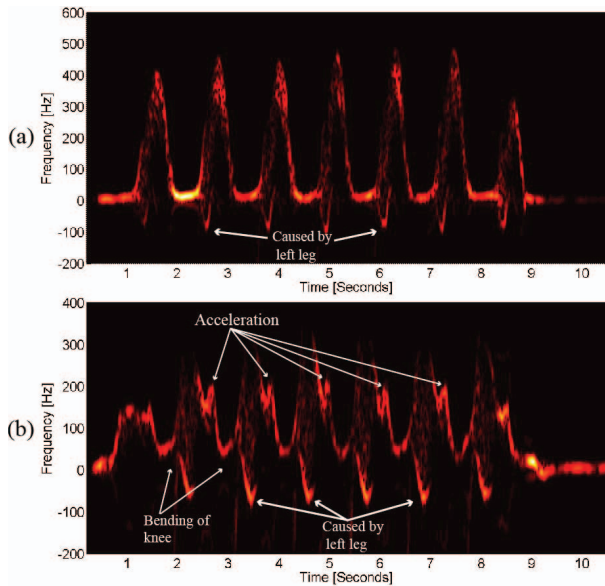 600
500
400
300
200
100
0
-100
-200
Frequency [Hz]
(a)
Caused by
left leg
1 2 3 4 5 6 7 8 9 10
Time [Seconds]
400
300
200
100
0
-100
-200
Frequency [Hz]
(b)
Acceleration
Bending of
knee
Caused by
left leg
1 2 3 4 5 6 7 8 9 10
Time [Seconds]